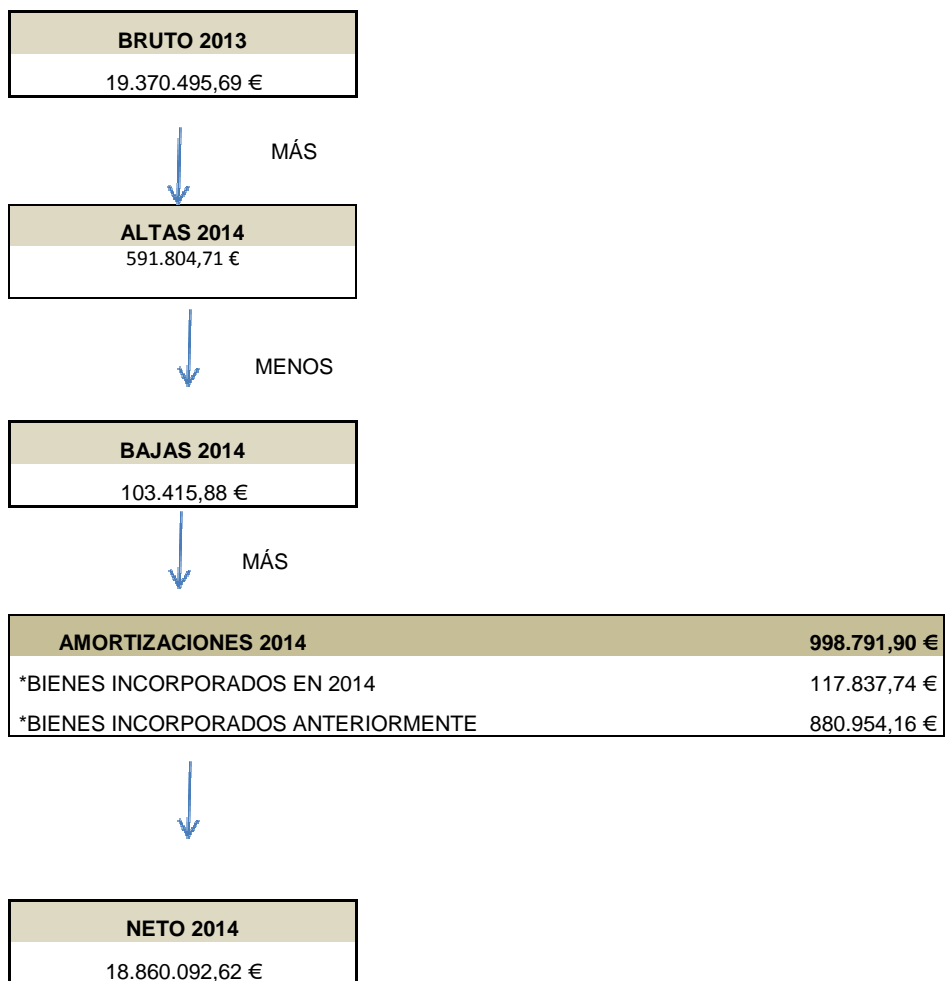 BRUTO 2013
19.370.495,69 €
MÁS
ALTAS 2014
591.804,71 €
MENOS
BAJAS 2014
103.415,88 €
MÁS
AMORTIZACIONES 2014 998.791,90 €
*BIENES INCORPORADOS EN 2014 117.837,74 €
*BIENES INCORPORADOS ANTERIORMENTE 880.954,16 €
NETO 2014
18.860.092,62 €